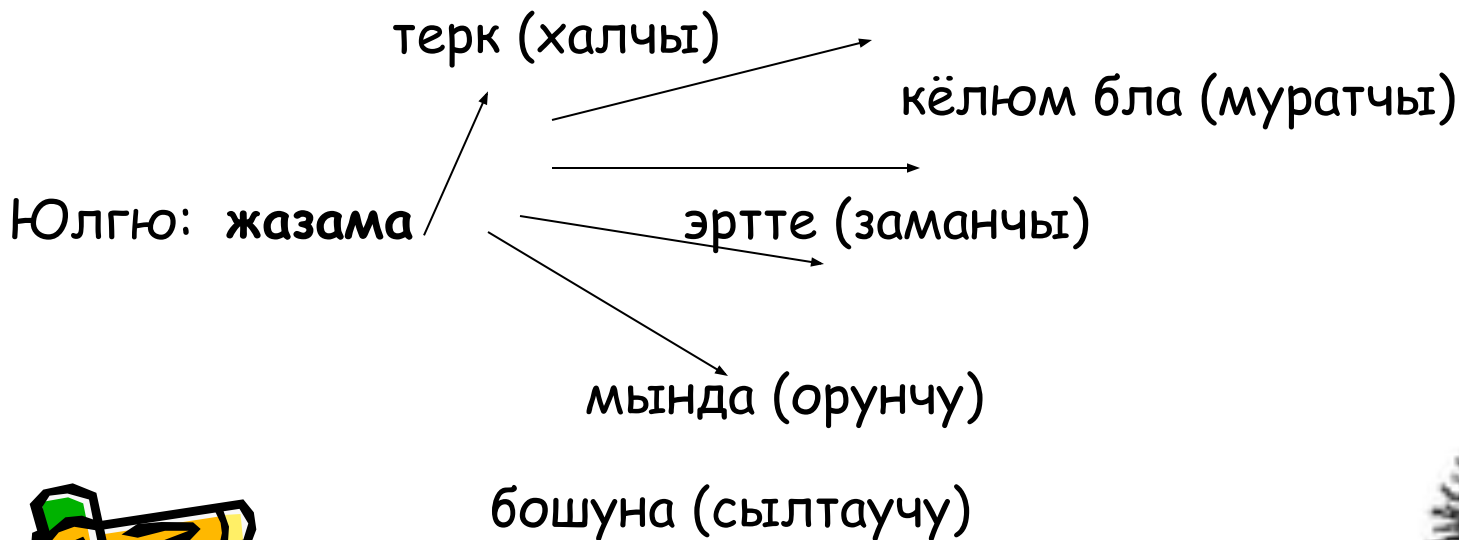 терк (халчы)
кёлюм бла (муратчы)
Юлгю: жазама
эртте (заманчы)
мында (орунчу)
бошуна (сылтаучу)